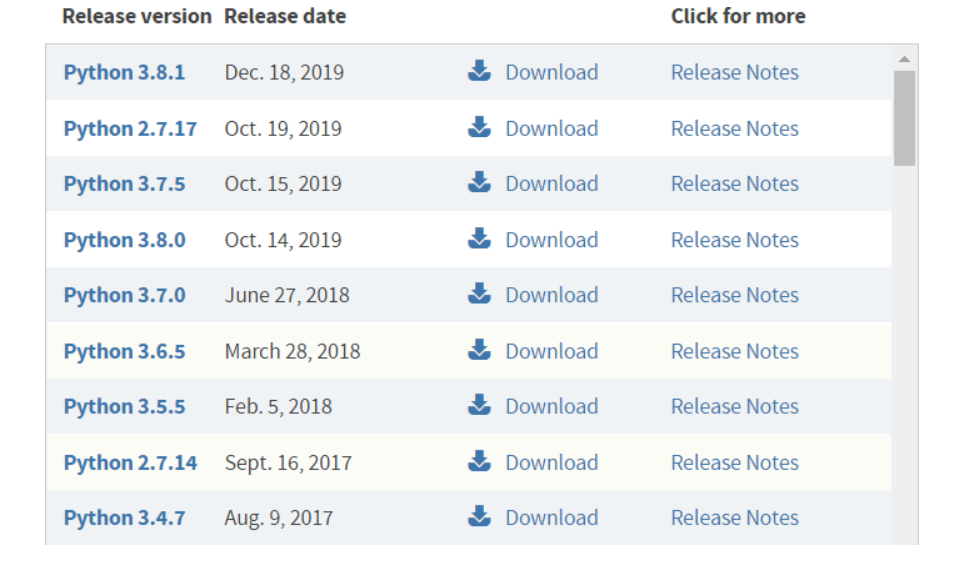 Release version Release date Click for more
Python 3.8.1 Dec. 18, 2019 Download Release Notes
Python 2.7.17 Oct. 19, 2019 Download Release Notes
Python 3.7.5 Oct. 15, 2019 Download Release Notes
Python 3.8.0 Oct. 14, 2019 Download Release Notes
Python 3.7.0 June 27, 2018 Download Release Notes
Python 3.6.5 March 28, 2018 Download Release Notes
Python 3.5.5 Feb. 5, 2018 Download Release Notes
Python 2.7.14 Sept. 16, 2017 Download Release Notes
Python 3.4.7 Aug. 9, 2017 Download Release Notes